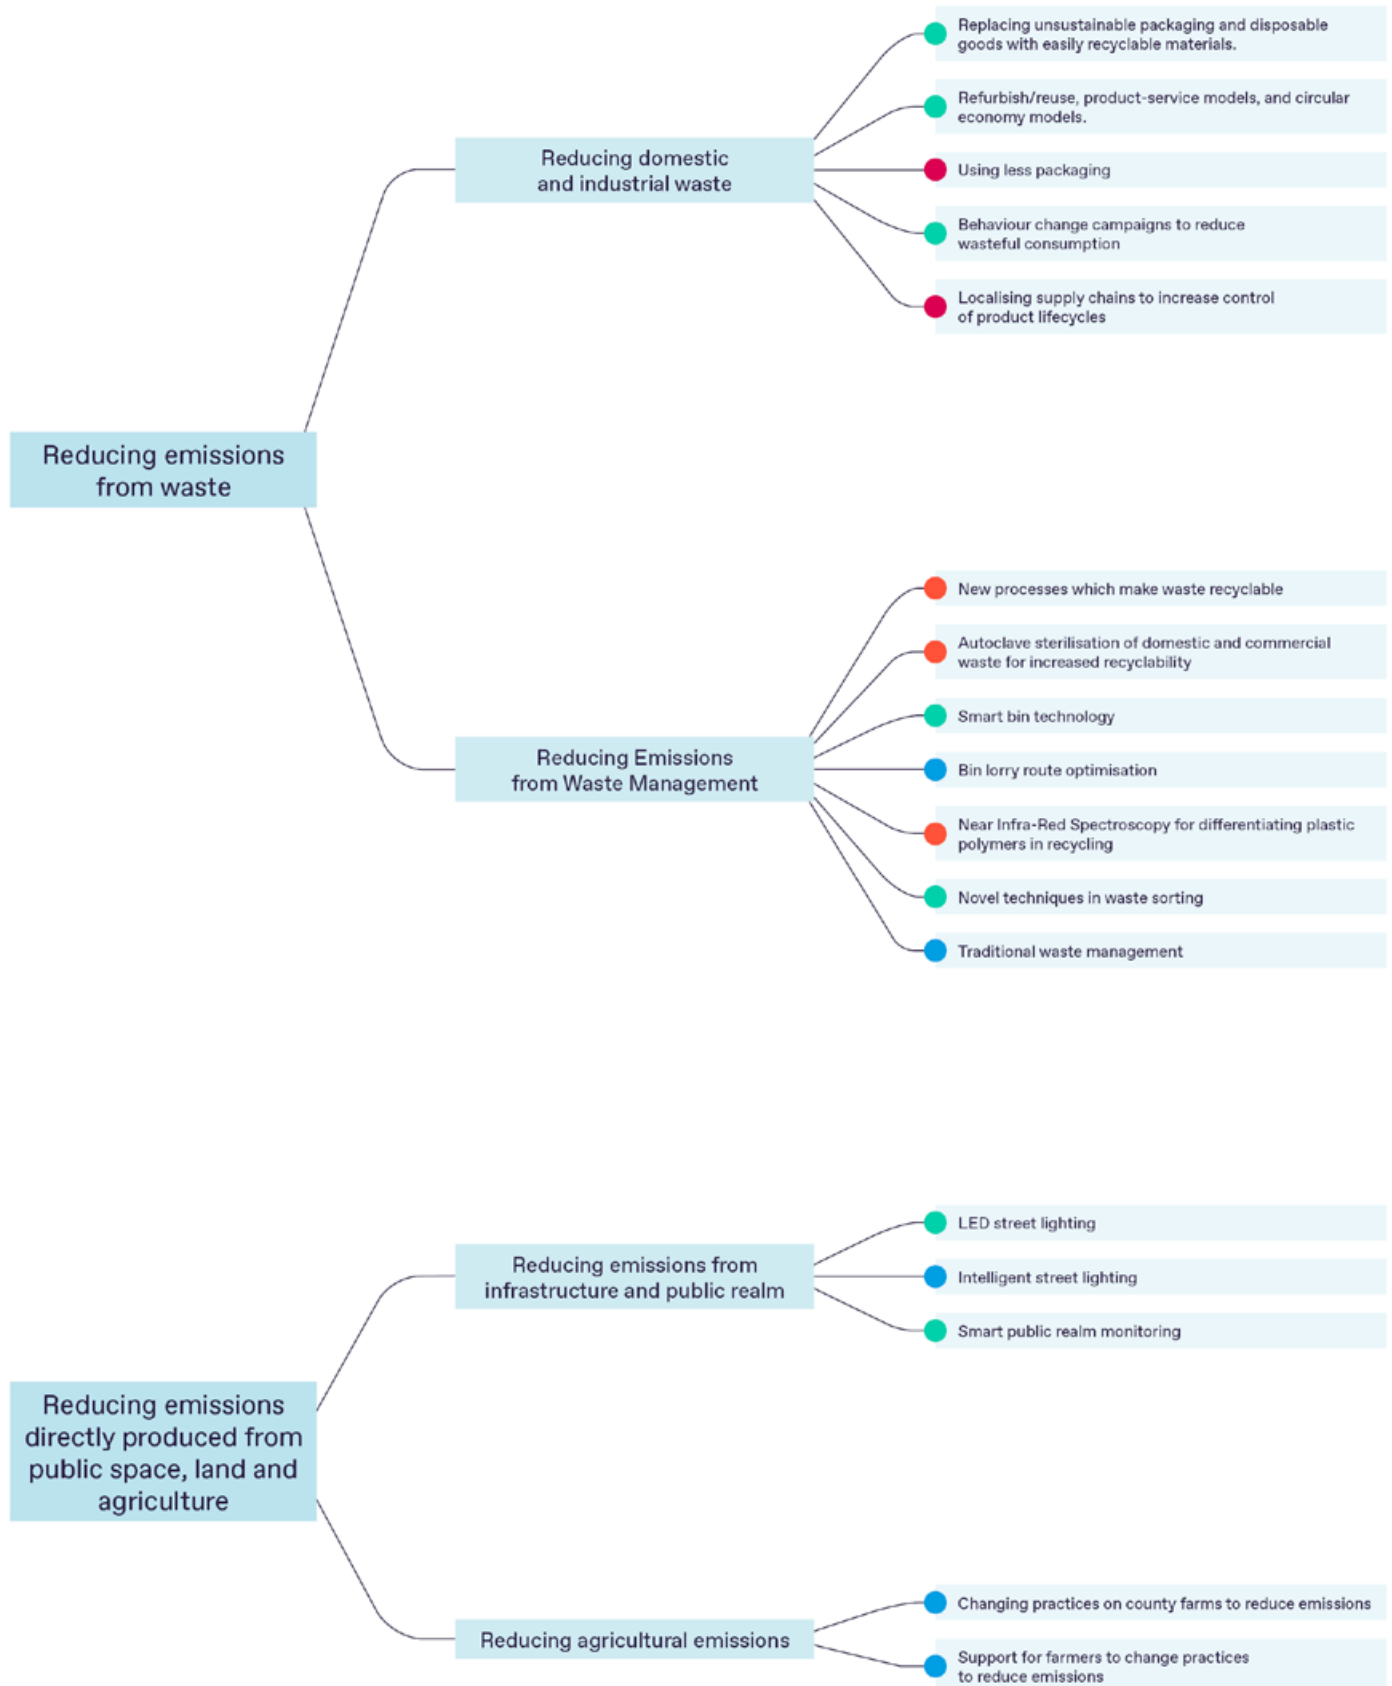 Replacing unsustainable packaging and disposable
goods with easily recyclable materials.
Refurbish/reuse, product-service models, and circular
economy models.
Reducing domestic
and industrial waste
Using less packaging
Behaviour change campaigns to reduce
wasteful consumption
Localising supply chains to increase control
of product lifecycles
Reducing emissions
from waste
New processes which make waste recyclable
Autoclave sterilisation of domestic and commercial
waste for increased recyclability
Smart bin technology
Reducing Emissions
from Waste Management
Bin lorry route optimisation
Near Infra-Red Spectroscopy for differentiating plastic
polymers in recycling
Novel techniques in waste sorting
Traditional waste management
LED street lighting
Reducing emissions from
infrastructure and public realm
Intelligent street lighting
Smart public realm monitoring
Reducing emissions
directly produced from
public space, land and
agriculture
Changing practices on county farms to reduce emissions
Reducing agricultural emissions
Support for farmers to change practices
to reduce emissions